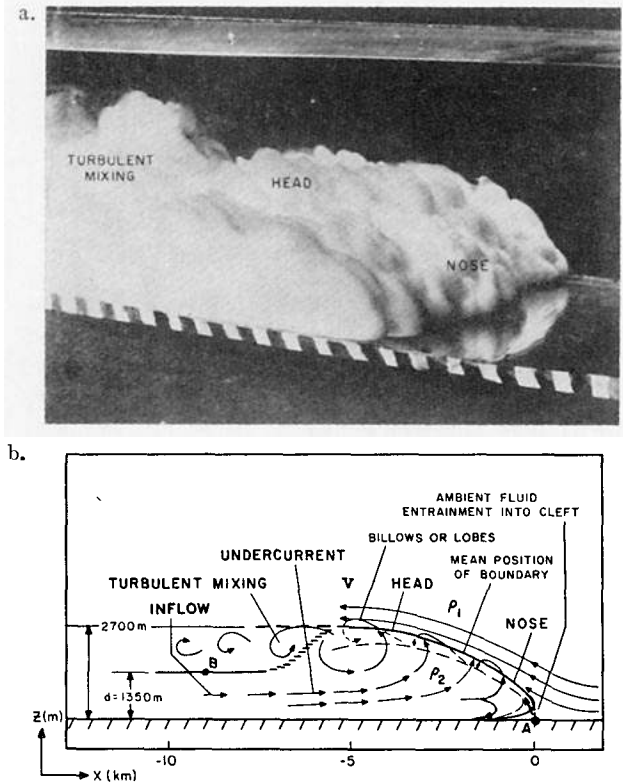 a.
TURBULENT
MIXING
HEAD
NOSE
b.
AMBIENT FLUID
ENTRAINMENT INTO CLEFT
BILLOWS OR LOBES
UNDERCURRENT
MEAN POSITION
OF BOUNDARY
TURBULENT MIXING
V
HEAD
INFLOW
ρ1
NOSE
2700m
B
ρ2
d=1350m
Z(m)
A
-10
-5
0
X (km)